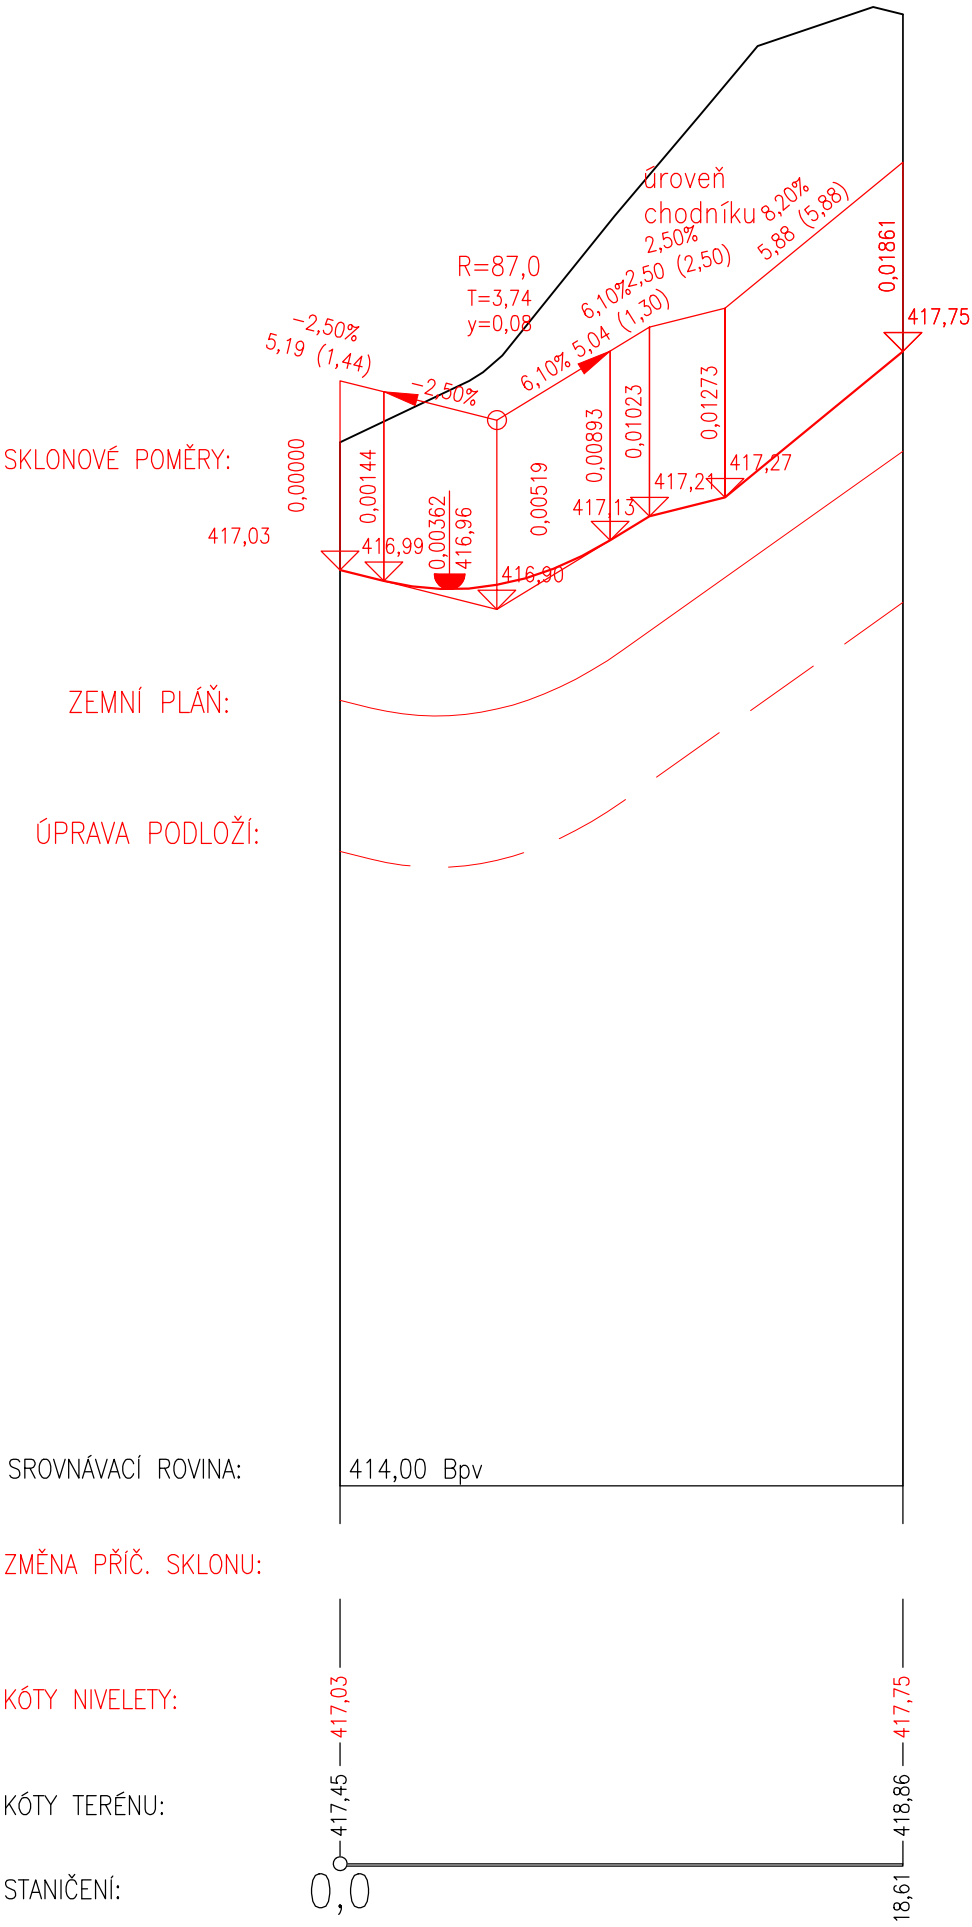 úroveň
chodníku
8,20%
5,88 (5,88)
2,50%
2,50 (2,50)
0,01861
R=87,0
T=3,74
y=0,08
6,10%
5,04 (1,30)
6,10%
-2,50%
5,19 (1,44)
-2,50%
417,75
SKLONOVÉ POMĚRY:
0,00000
0,00144
0,00362
416,96
0,00519
0,00893
0,01023
0,01273
417,03
416,99
416,90
417,13
417,21
417,27
ZEMNÍ PLÁŇ:
ÚPRAVA PODLOŽÍ:
SROVNÁVACÍ ROVINA:
414,00 Bpv
ZMĚNA PŘÍČ. SKLONU:
KÓTY NIVELETY:
417,03
417,75
KÓTY TERÉNU:
417,45
418,86
STANIČENÍ:
0,0
18,61